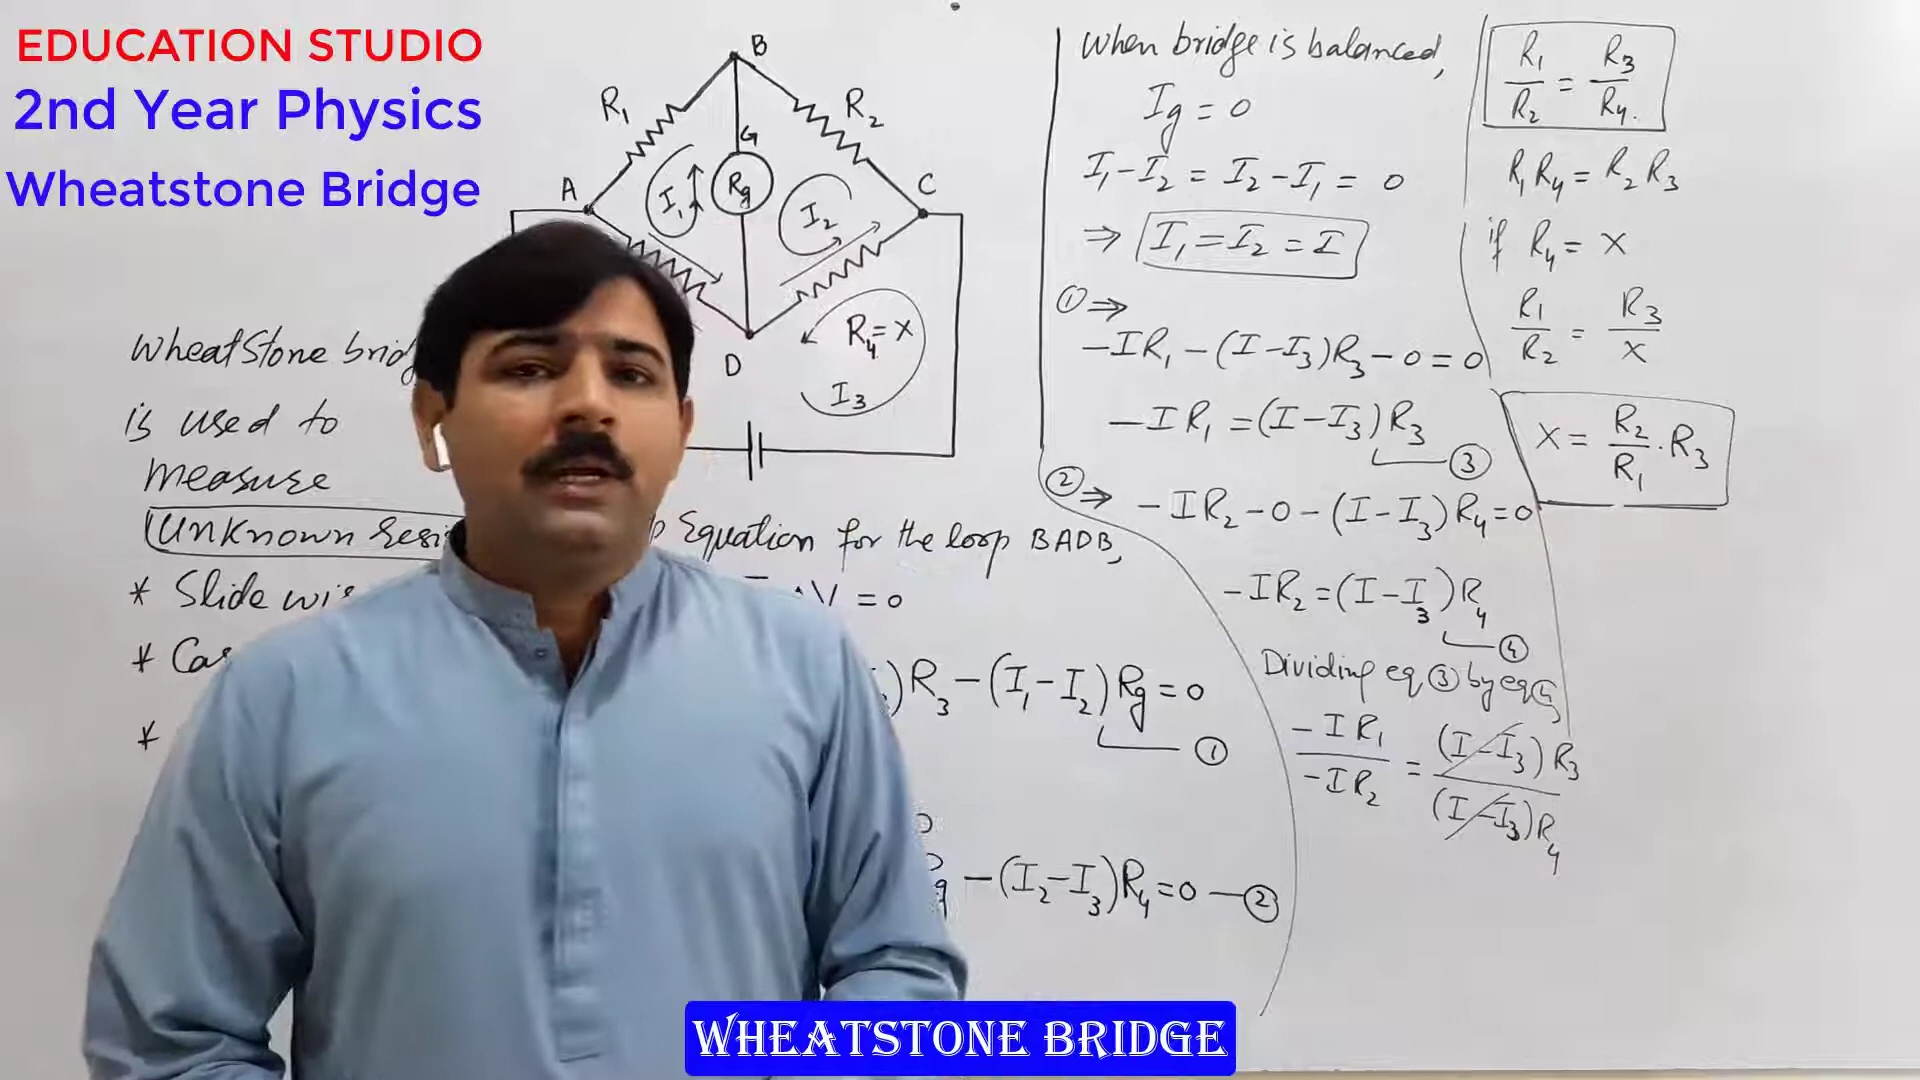 EDUCATION STUDIO
2nd Year Physics
Wheatstone Bridge
B
R₁
R₂
G
A
I₁
Rg
I₂
C
D
R₄ = x
I₃
WheatStone
is used to
measure
Unknown
* Slide
*
*
Equation for the loop BADB,
ΔV = 0
)R₃ - (I₁ - I₂)Rg = 0
①
- (I₂ - I₃)R₄ = 0 — ②
When bridge is balanced,
Ig = 0
I₁ - I₂ = I₂ - I₁ = 0
⇒ I₁ = I₂ = I
① ⇒
-IR₁ - (I - I₃)R₃ - 0 = 0
-IR₁ = (I - I₃)R₃
③
② ⇒ -IR₂ - 0 - (I - I₃)R₄ = 0
-IR₂ = (I - I₃)R₄
④
Dividing eq ③ by eq ④
-IR₁ / -IR₂ = (I - I₃)R₃ / (I - I₃)R₄
R₁/R₂ = R₃/R₄.
R₁R₄ = R₂R₃
if R₄ = x
R₁/R₂ = R₃/x
x = R₂/R₁ . R₃
WHEATSTONE BRIDGE